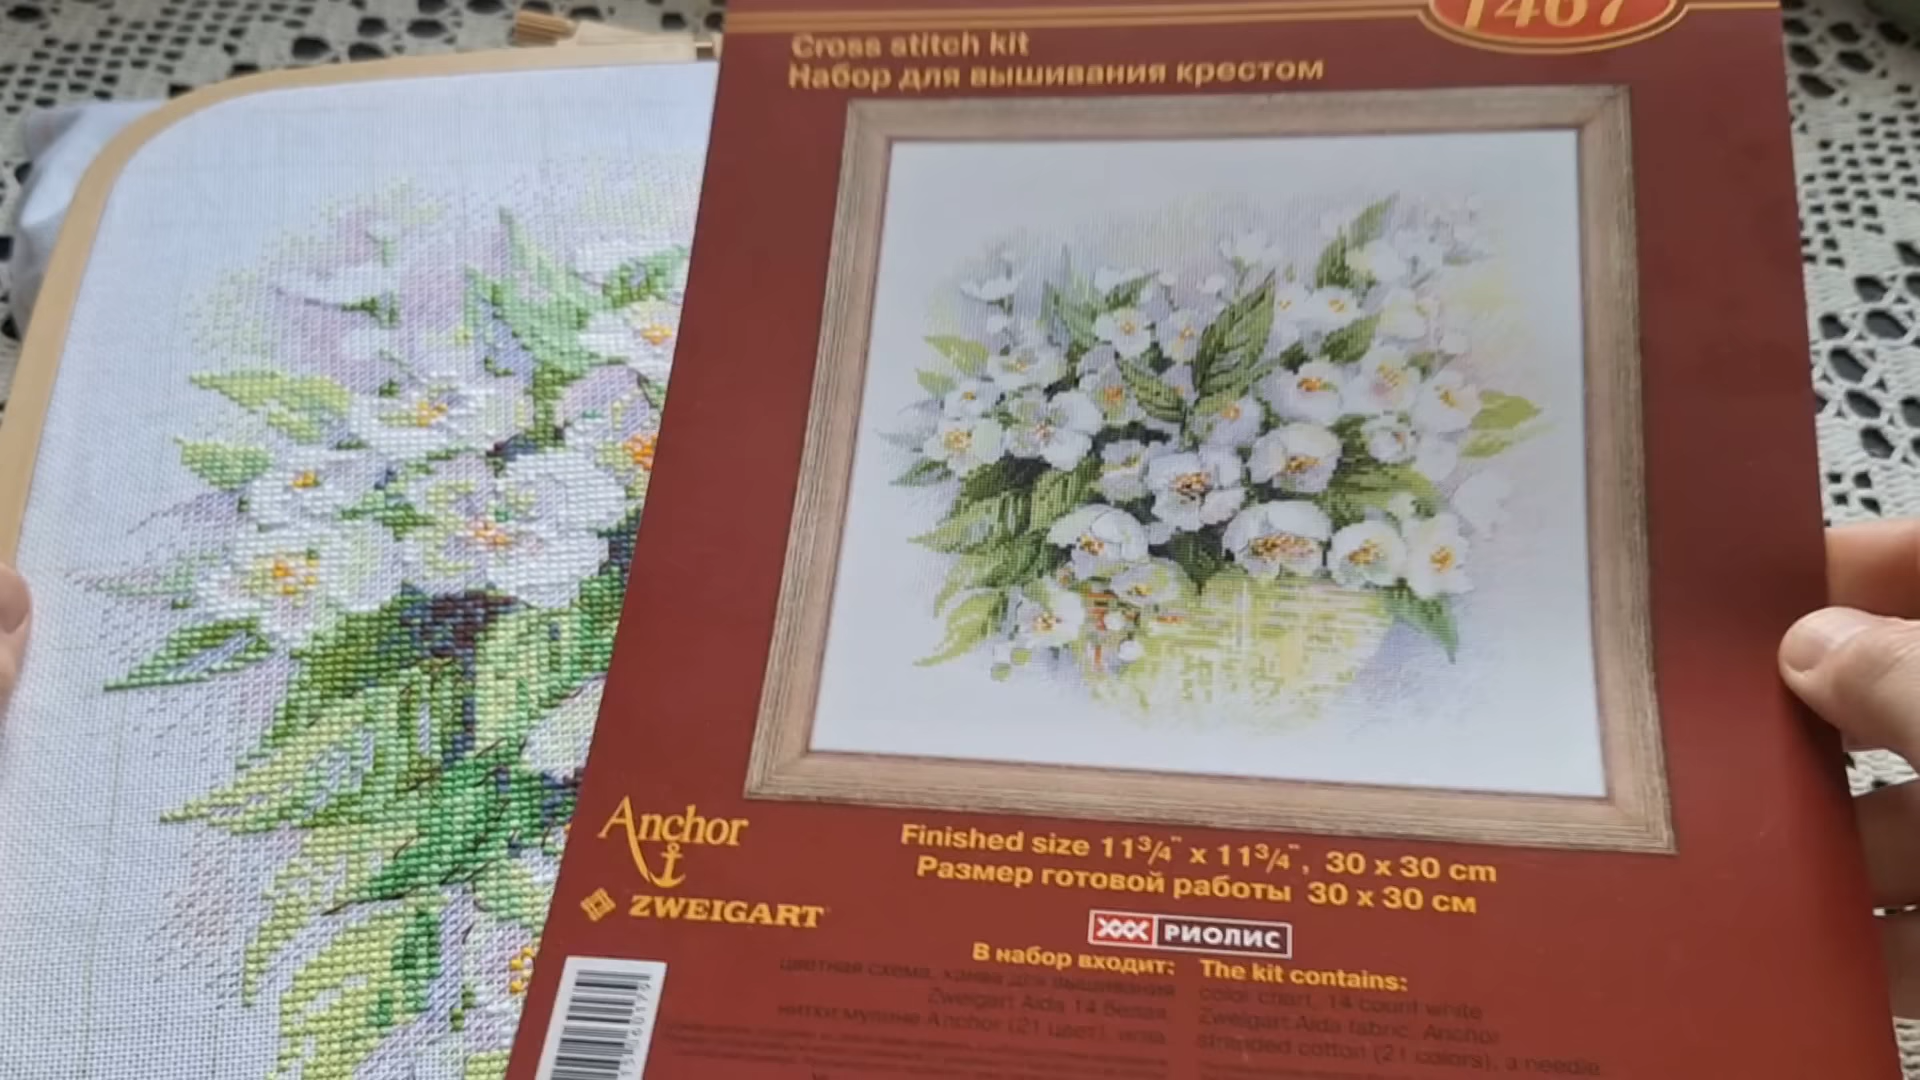 1467
Cross stitch kit
Набор для вышивания крестом
Anchor
ZWEIGART
Finished size 11¾" x 11¾", 30 x 30 cm
Размер готовой работы 30 x 30 см
РИОЛИС
В набор входит:
цветная схема, канва для вышивания
Zweigart Aida 14 белая,
нитки мулине Anchor (21 цвет), игла
The kit contains:
color chart, 14 count white
Zweigart Aida fabric, Anchor
stranded cotton (21 colors), a needle